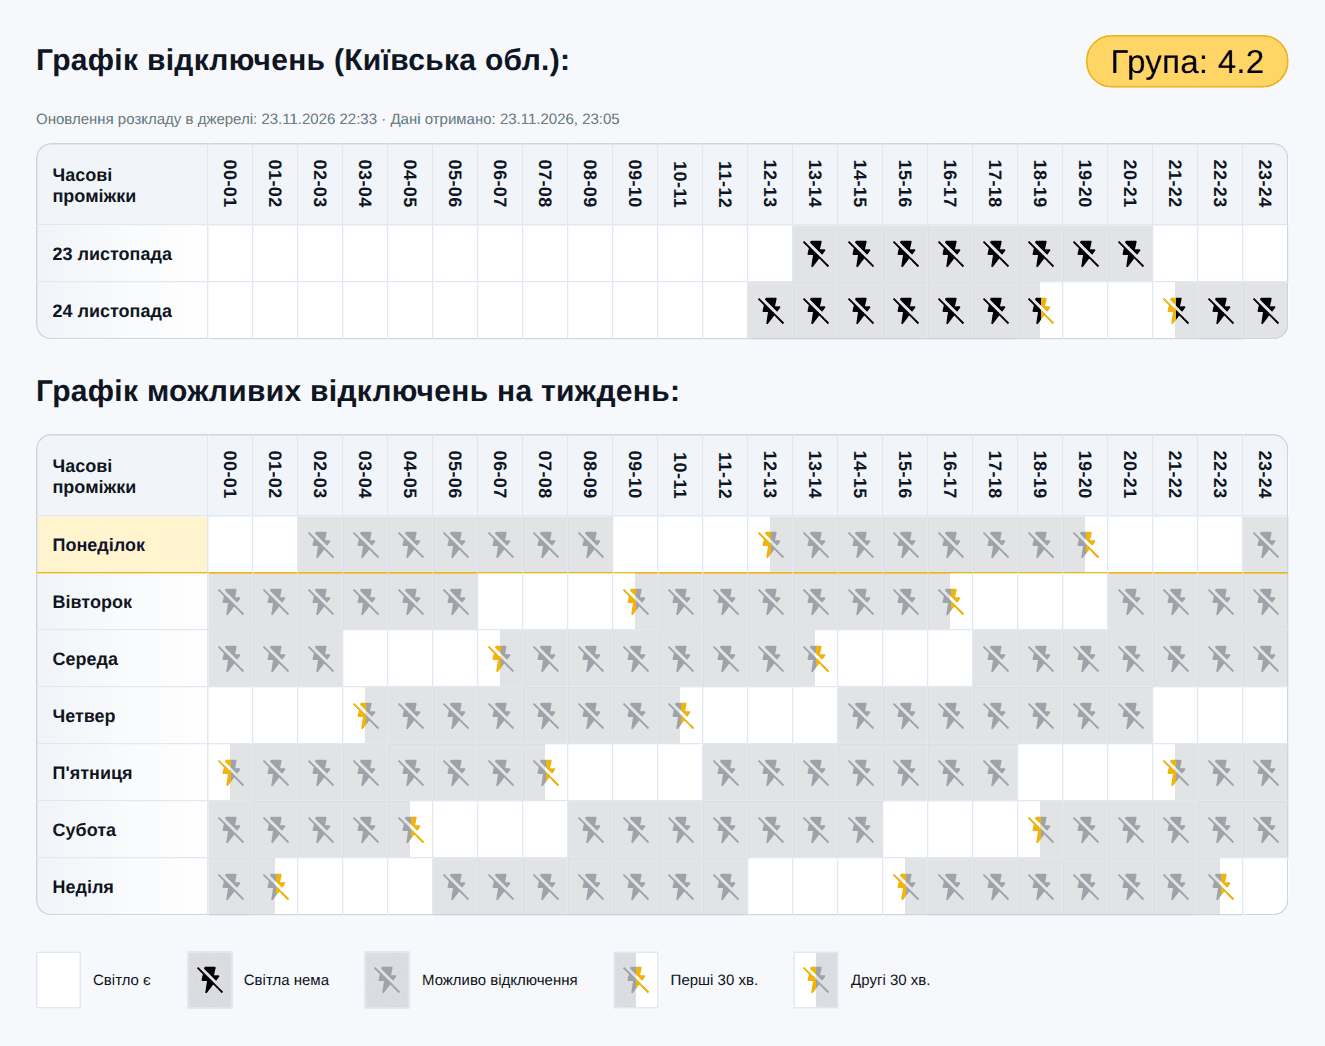 Графік відключень (Київська обл.):
Група: 4.2
Оновлення розкладу в джерелі: 23.11.2026 22:33 · Дані отримано: 23.11.2026, 23:05
Часові проміжки 00-01 01-02 02-03 03-04 04-05 05-06 06-07 07-08 08-09 09-10 10-11 11-12 12-13 13-14 14-15 15-16 16-17 17-18 18-19 19-20 20-21 21-22 22-23 23-24
23 листопада
24 листопада
Графік можливих відключень на тиждень:
Часові проміжки 00-01 01-02 02-03 03-04 04-05 05-06 06-07 07-08 08-09 09-10 10-11 11-12 12-13 13-14 14-15 15-16 16-17 17-18 18-19 19-20 20-21 21-22 22-23 23-24
Понеділок
Вівторок
Середа
Четвер
П'ятниця
Субота
Неділя
Світло є Світла нема Можливо відключення Перші 30 хв. Другі 30 хв.